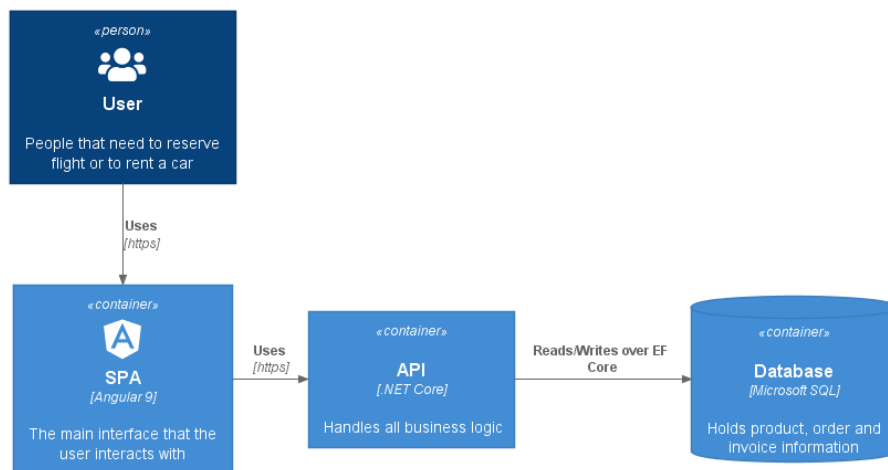 «person»
User
People that need to reserve
flight or to rent a car
Uses
[https]
«container»
SPA
[Angular 9]
The main interface that the
user interacts with
Uses
[https]
«container»
API
[.NET Core]
Handles all business logic
Reads/Writes over EF
Core
«container»
Database
[Microsoft SQL]
Holds product, order and
invoice information